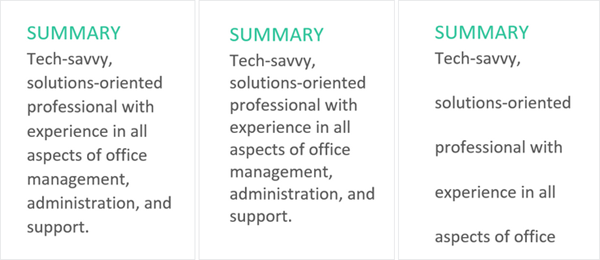 SUMMARY
Tech-savvy,
solutions-oriented
professional with
experience in all
aspects of office
management,
administration, and
support.
SUMMARY
Tech-savvy,
solutions-oriented
professional with
experience in all
aspects of office
management,
administration, and
support.
SUMMARY
Tech-savvy,
solutions-oriented
professional with
experience in all
aspects of office